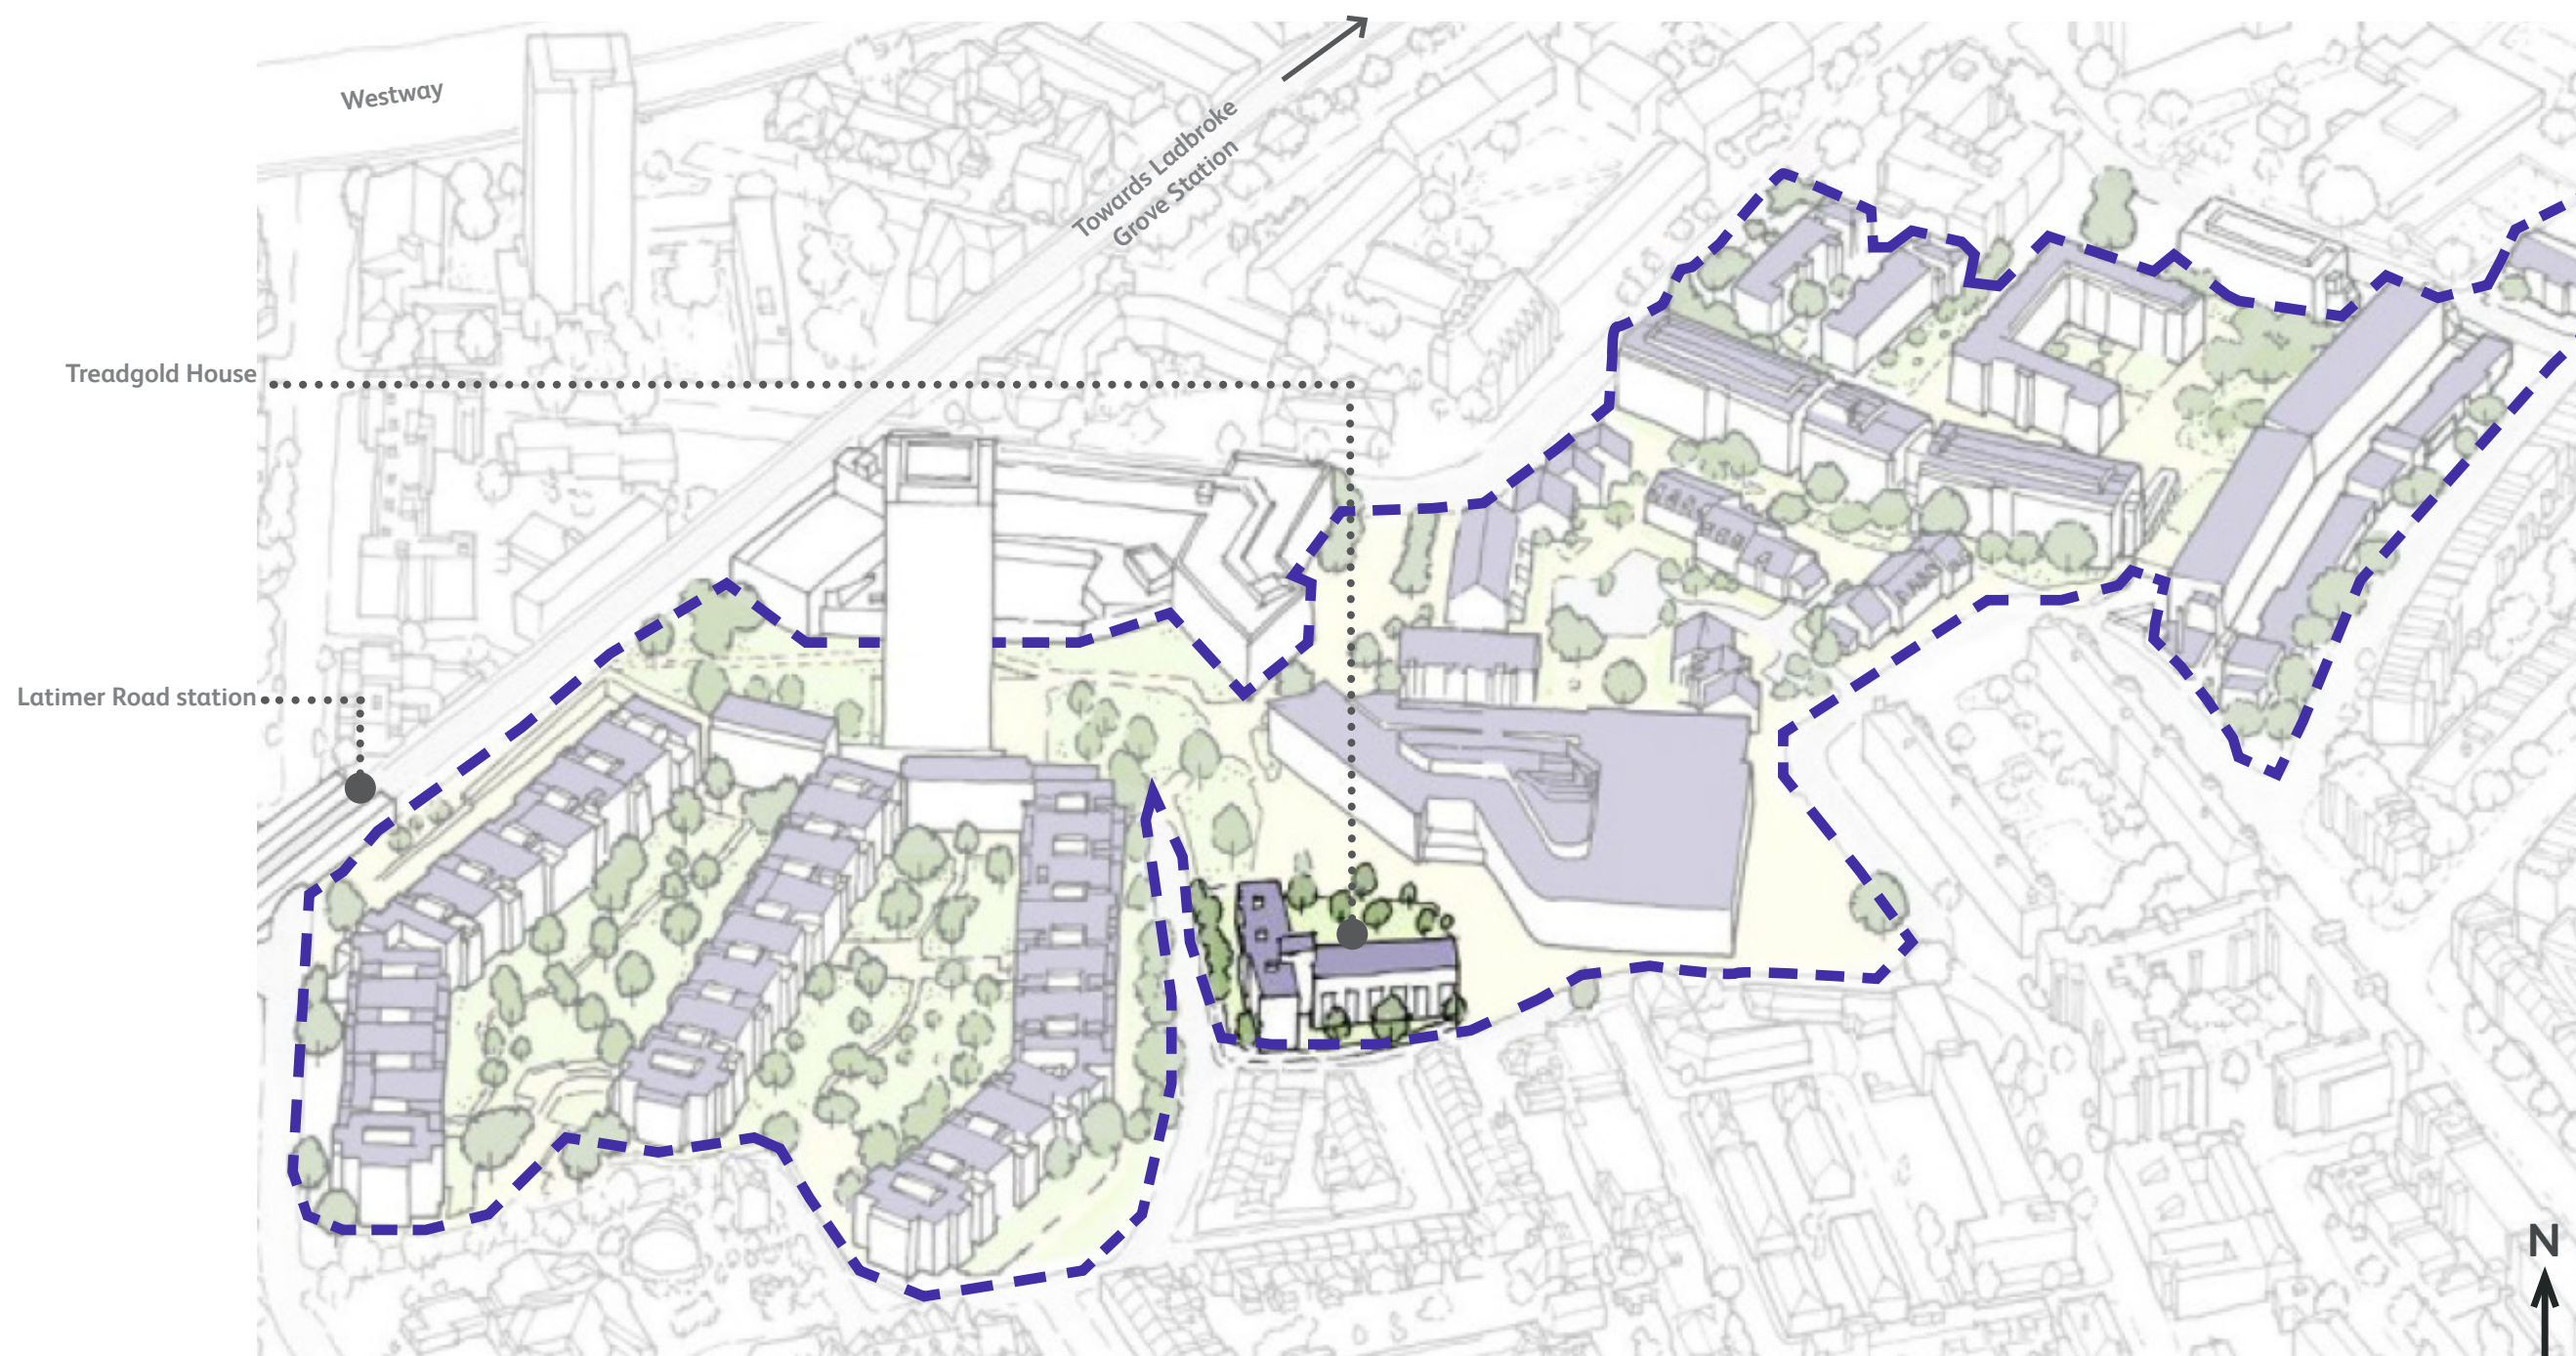 Westway
Towards Ladbroke
Grove Station
Treadgold House
Latimer Road station
N